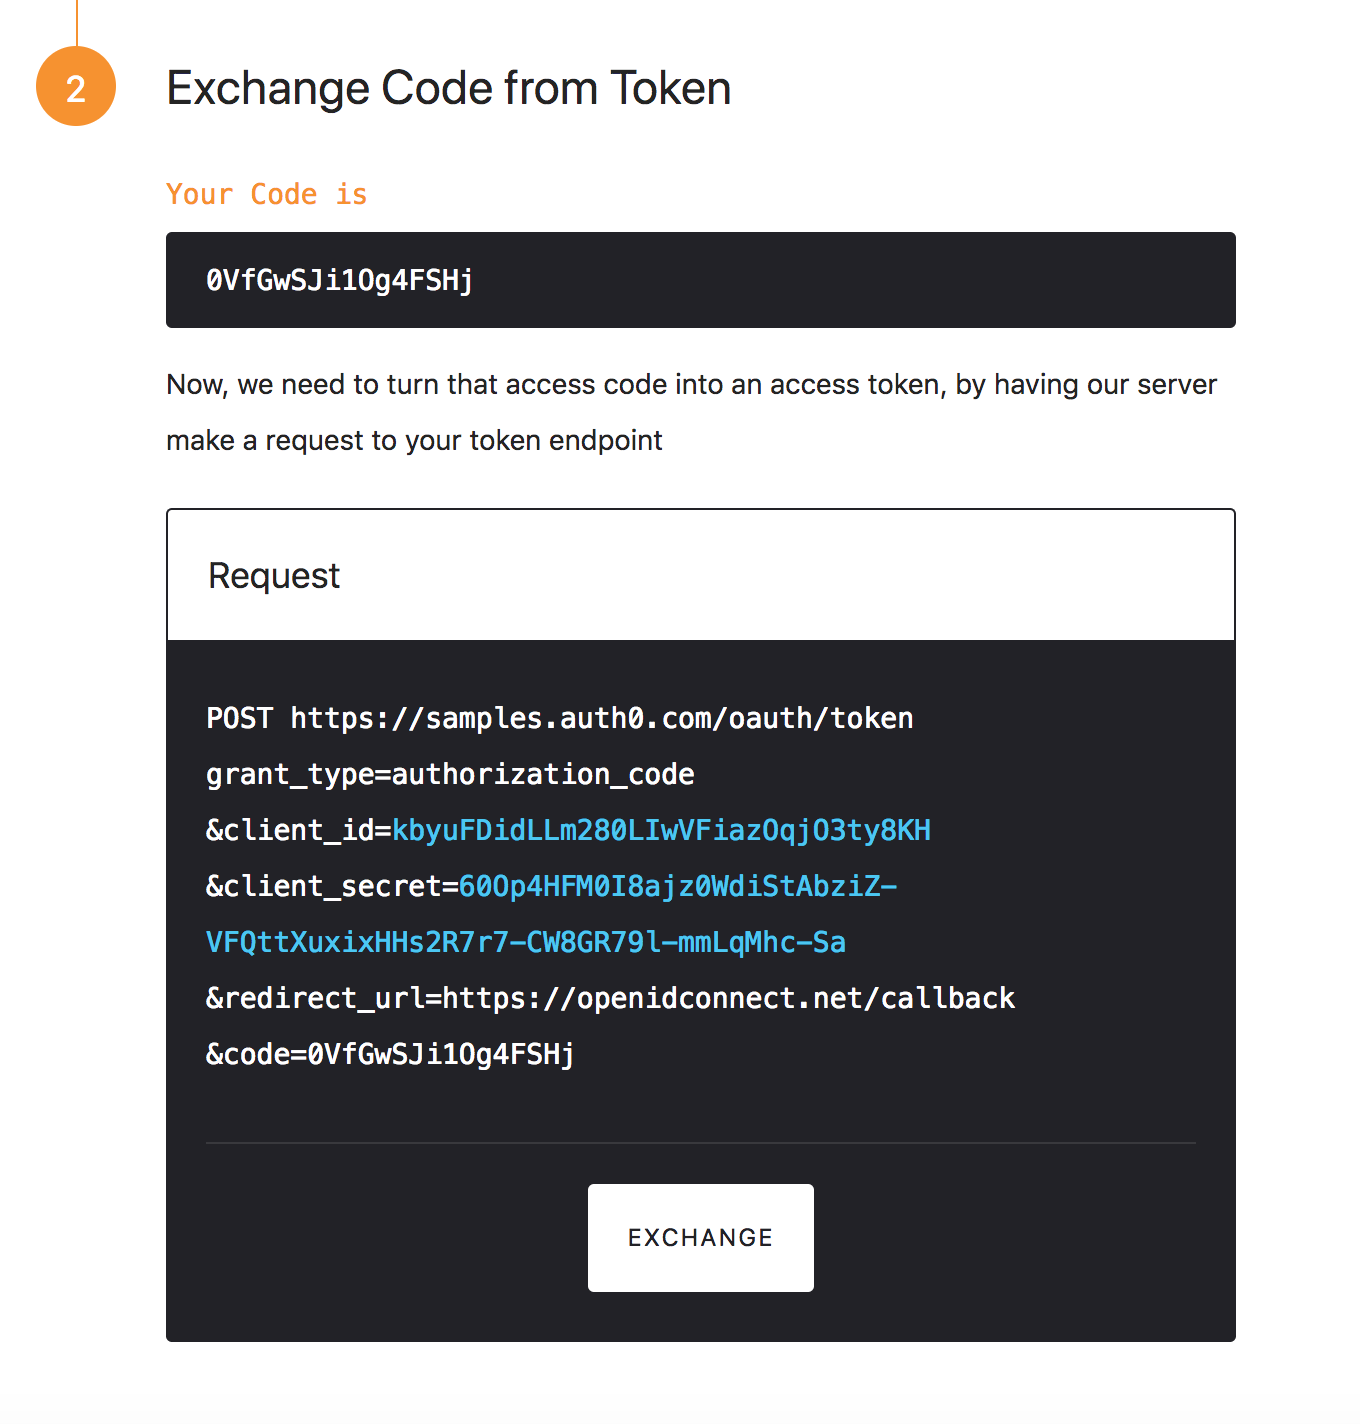 2
Exchange Code from Token
Your Code is
0VfGwSJi1Og4FSHj
Now, we need to turn that access code into an access token, by having our server
make a request to your token endpoint
Request
POST https://samples.auth0.com/oauth/token
grant_type=authorization_code
&client_id=kbyuFDidLLm280LIwVFiazOqjO3ty8KH
&client_secret=60Op4HFM0I8ajz0WdiStAbziZ-
VFQttXuxixHHs2R7r7-CW8GR79l-mmLqMhc-Sa
&redirect_url=https://openidconnect.net/callback
&code=0VfGwSJi1Og4FSHj
EXCHANGE